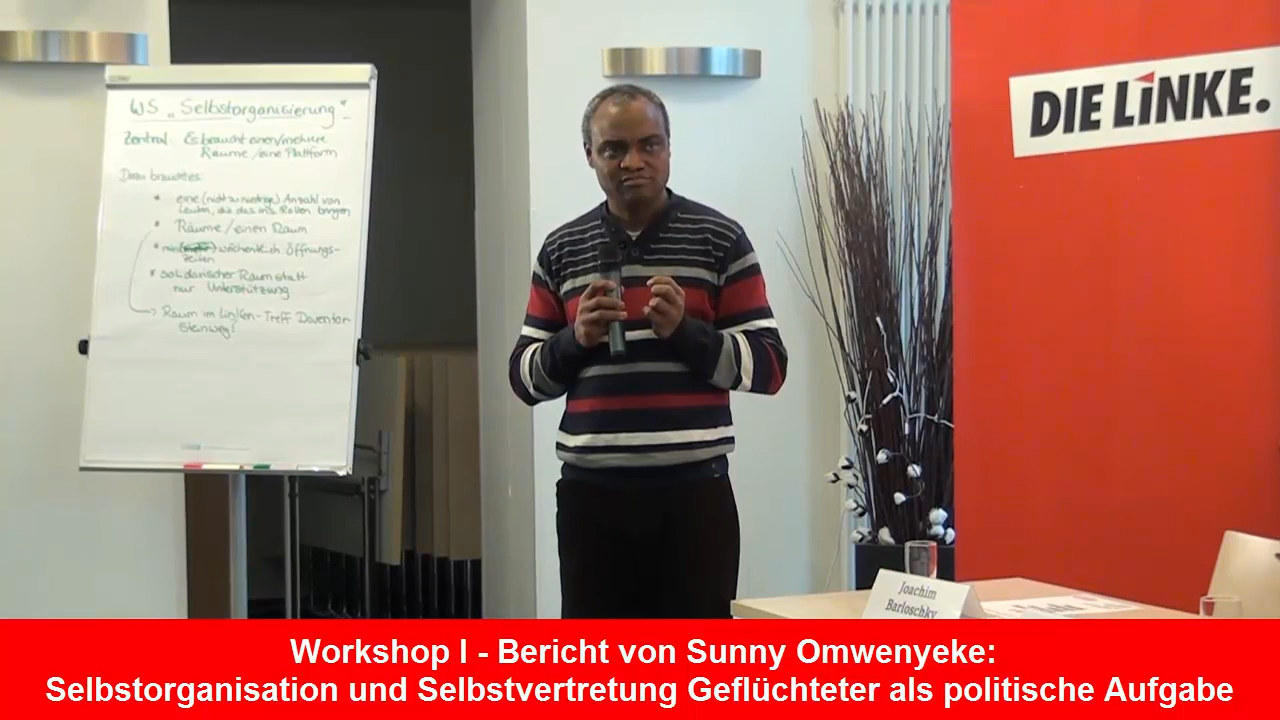 WS „Selbstorganisierung"
Zentral: Es braucht einen/mehrere
Räume/eine Plattform
Dazu braucht es:
* eine (nicht zu niedrige) Anzahl von
Leuten, die das ins Rollen bringen
* Räume/einen Raum
* wöchentlich Öffnungs-
zeiten
* solidarischer Raum statt
nur Unterstützung
→ Raum im Linken-Treff
DIE LINKE.
Joachim
Barloschky
Workshop I - Bericht von Sunny Omwenyeke:
Selbstorganisation und Selbstvertretung Geflüchteter als politische Aufgabe